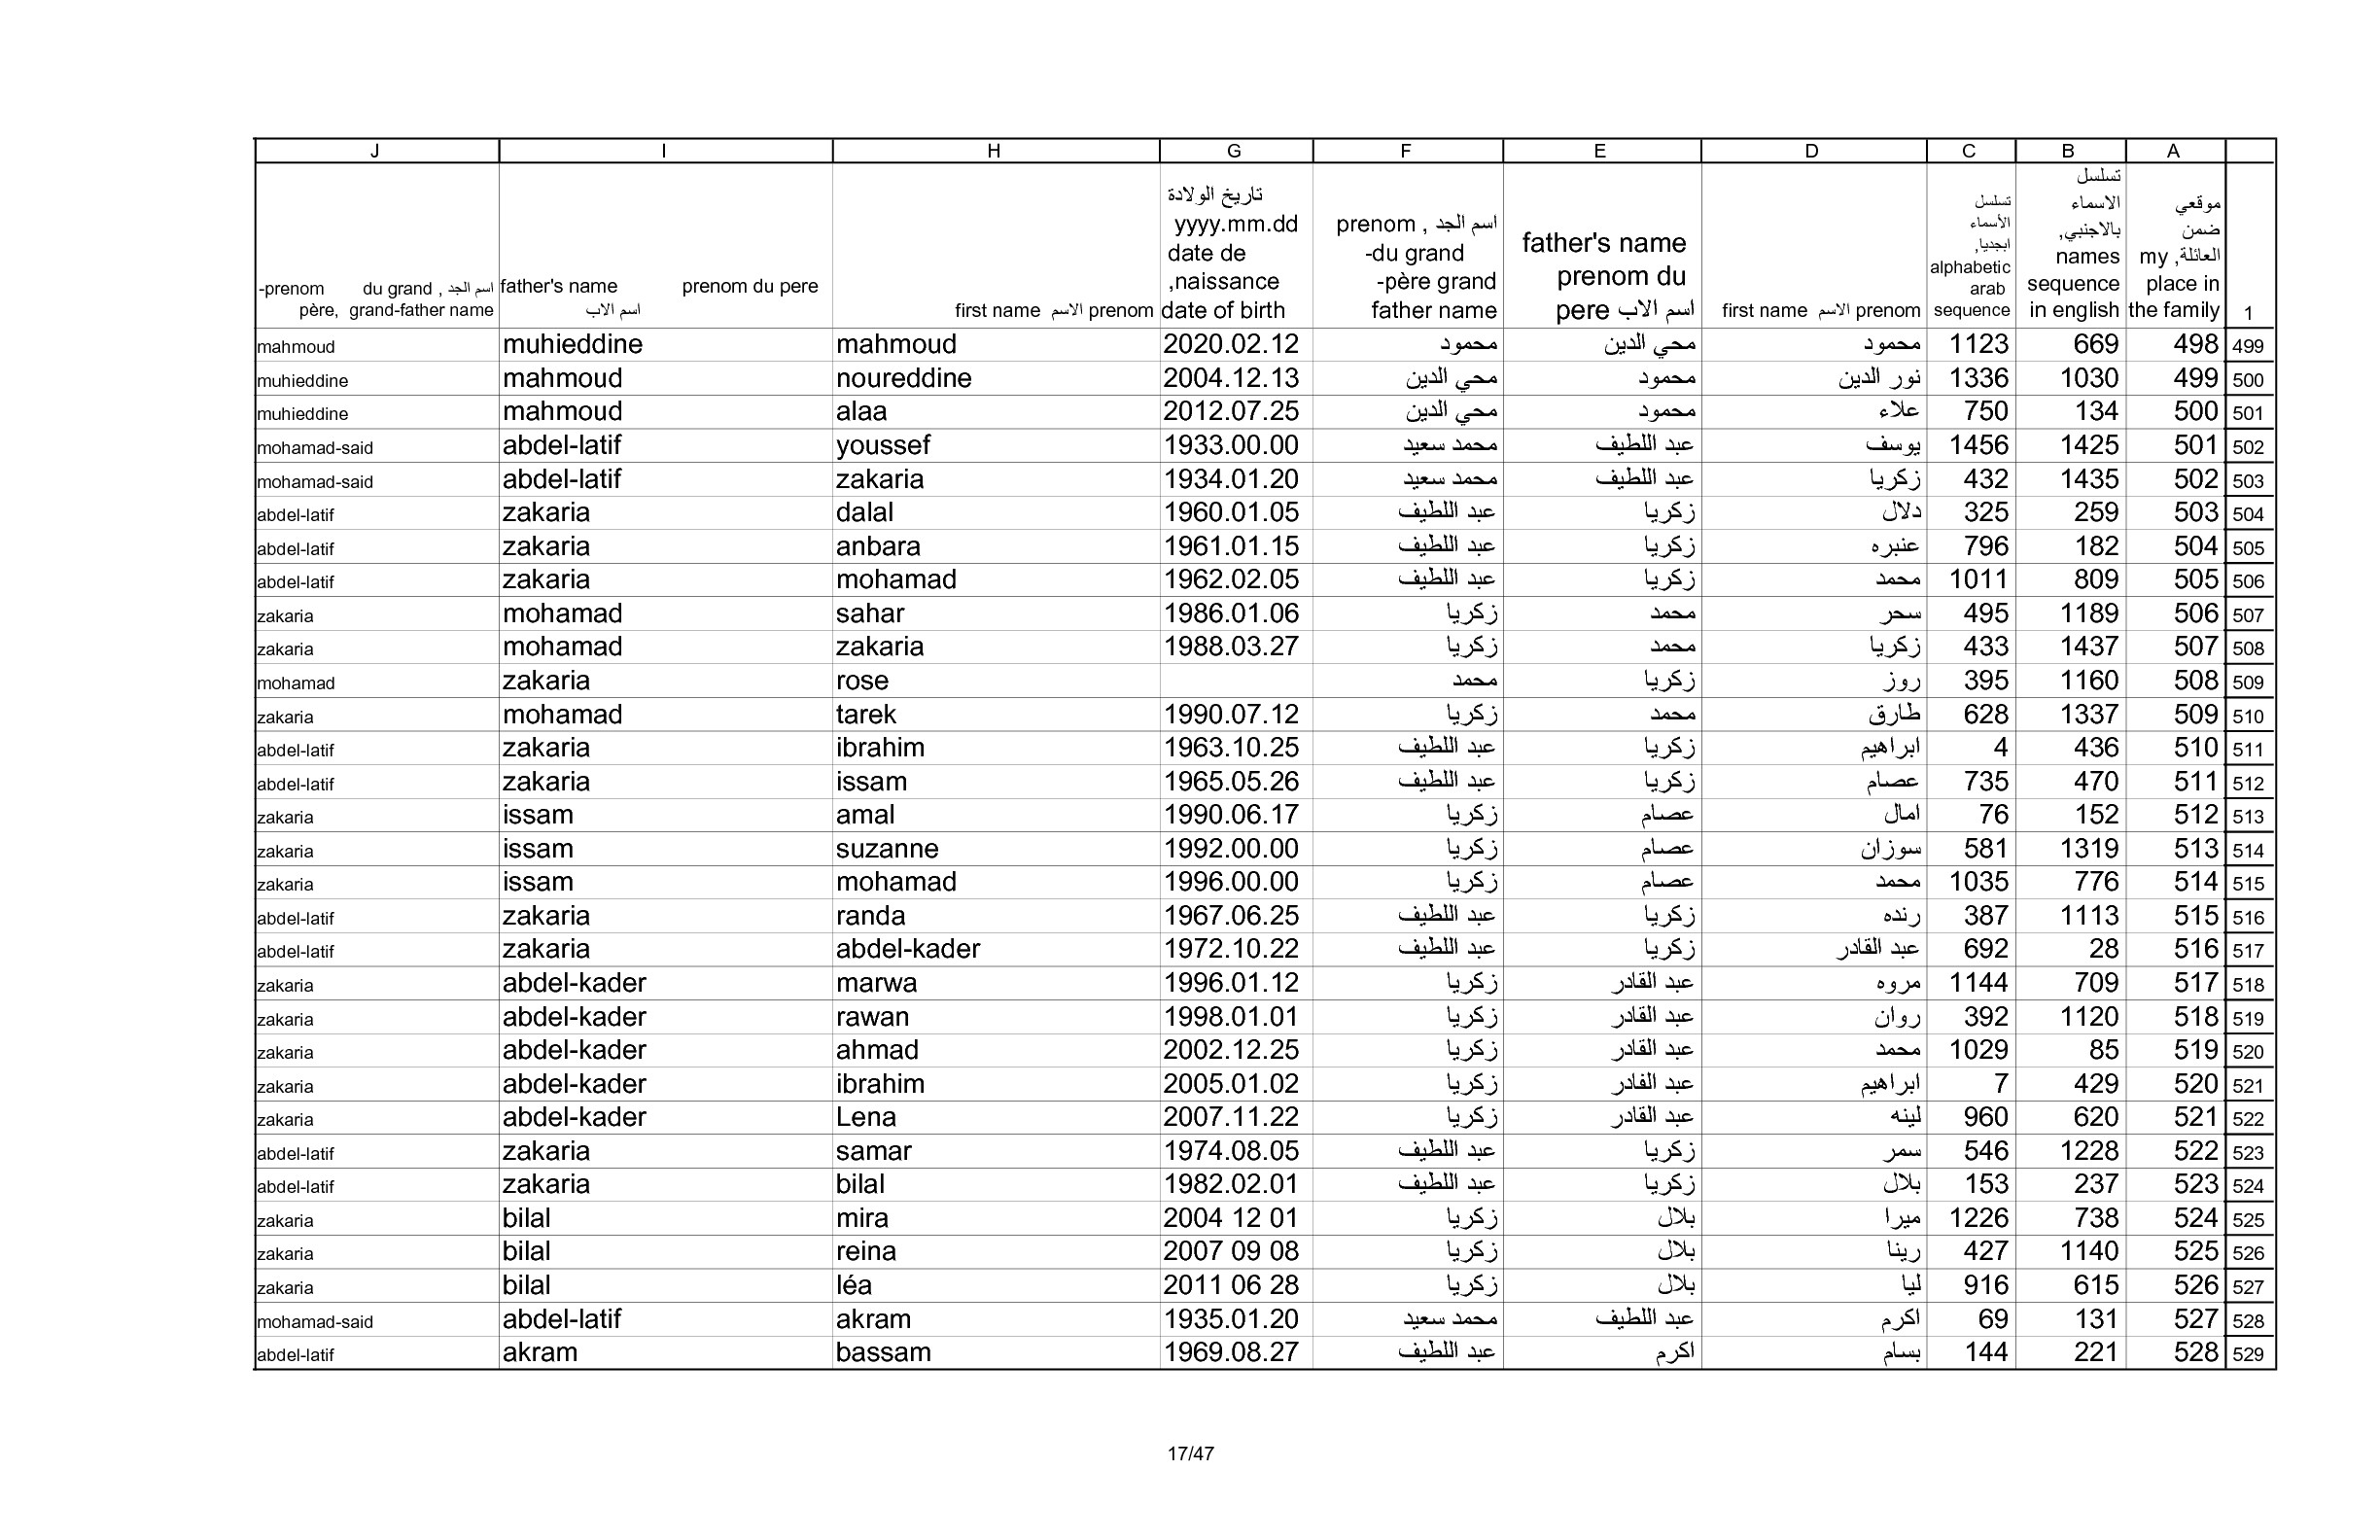 J I H G F E D C B A
-prenom du grand , اسم الجد père, grand-father name
father's name prenom du pere اسم الاب
first name الاسم prenom
تاريخ الولادة yyyy.mm.dd date de ,naissance date of birth
prenom , اسم الجد -du grand -père grand father name
father's name prenom du pere اسم الاب
first name الاسم prenom
تسلسل الأسماء ابجديا, alphabetic arab sequence
تسلسل الاسماء بالاجنبي, names sequence in english
موقعي ضمن العائلة, my place in the family
1
mahmoud muhieddine mahmoud 2020.02.12 محمود محي الدين محمود 1123 669 498 499
muhieddine mahmoud noureddine 2004.12.13 محي الدين محمود نور الدين 1336 1030 499 500
muhieddine mahmoud alaa 2012.07.25 محي الدين محمود علاء 750 134 500 501
mohamad-said abdel-latif youssef 1933.00.00 محمد سعيد عبد اللطيف يوسف 1456 1425 501 502
mohamad-said abdel-latif zakaria 1934.01.20 محمد سعيد عبد اللطيف زكريا 432 1435 502 503
abdel-latif zakaria dalal 1960.01.05 عبد اللطيف زكريا دلال 325 259 503 504
abdel-latif zakaria anbara 1961.01.15 عبد اللطيف زكريا عنبره 796 182 504 505
abdel-latif zakaria mohamad 1962.02.05 عبد اللطيف زكريا محمد 1011 809 505 506
zakaria mohamad sahar 1986.01.06 زكريا محمد سحر 495 1189 506 507
zakaria mohamad zakaria 1988.03.27 زكريا محمد زكريا 433 1437 507 508
mohamad zakaria rose محمد زكريا روز 395 1160 508 509
zakaria mohamad tarek 1990.07.12 زكريا محمد طارق 628 1337 509 510
abdel-latif zakaria ibrahim 1963.10.25 عبد اللطيف زكريا ابراهيم 4 436 510 511
abdel-latif zakaria issam 1965.05.26 عبد اللطيف زكريا عصام 735 470 511 512
zakaria issam amal 1990.06.17 زكريا عصام امال 76 152 512 513
zakaria issam suzanne 1992.00.00 زكريا عصام سوزان 581 1319 513 514
zakaria issam mohamad 1996.00.00 زكريا عصام محمد 1035 776 514 515
abdel-latif zakaria randa 1967.06.25 عبد اللطيف زكريا رنده 387 1113 515 516
abdel-latif zakaria abdel-kader 1972.10.22 عبد اللطيف زكريا عبد القادر 692 28 516 517
zakaria abdel-kader marwa 1996.01.12 زكريا عبد القادر مروه 1144 709 517 518
zakaria abdel-kader rawan 1998.01.01 زكريا عبد القادر روان 392 1120 518 519
zakaria abdel-kader ahmad 2002.12.25 زكريا عبد القادر محمد 1029 85 519 520
zakaria abdel-kader ibrahim 2005.01.02 زكريا عبد الفادر ابراهيم 7 429 520 521
zakaria abdel-kader Lena 2007.11.22 زكريا عبد القادر لينه 960 620 521 522
abdel-latif zakaria samar 1974.08.05 عبد اللطيف زكريا سمر 546 1228 522 523
abdel-latif zakaria bilal 1982.02.01 عبد اللطيف زكريا بلال 153 237 523 524
zakaria bilal mira 2004 12 01 زكريا بلال ميرا 1226 738 524 525
zakaria bilal reina 2007 09 08 زكريا بلال رينا 427 1140 525 526
zakaria bilal léa 2011 06 28 زكريا بلال ليا 916 615 526 527
mohamad-said abdel-latif akram 1935.01.20 محمد سعيد عبد اللطيف اكرم 69 131 527 528
abdel-latif akram bassam 1969.08.27 عبد اللطيف اكرم بسام 144 221 528 529
17/47